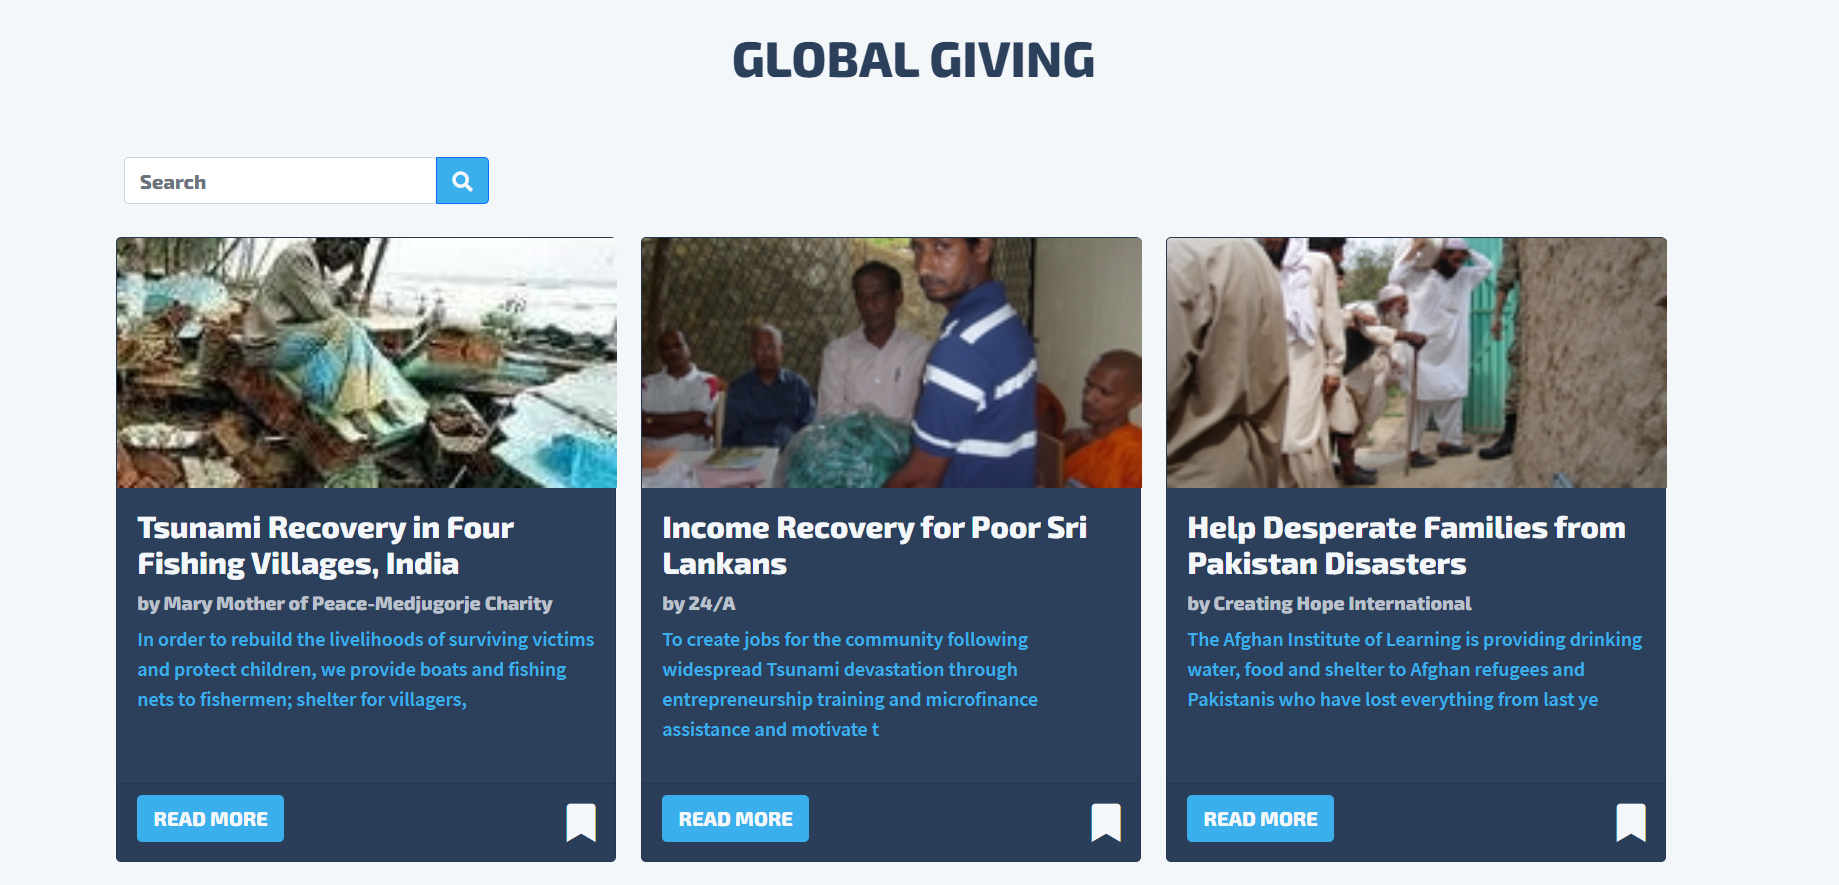 GLOBAL GIVING
Search
Tsunami Recovery in Four
Fishing Villages, India
by Mary Mother of Peace-Medjugorje Charity
In order to rebuild the livelihoods of surviving victims
and protect children, we provide boats and fishing
nets to fishermen; shelter for villagers,
READ MORE
Income Recovery for Poor Sri
Lankans
by 24/A
To create jobs for the community following
widespread Tsunami devastation through
entrepreneurship training and microfinance
assistance and motivate t
READ MORE
Help Desperate Families from
Pakistan Disasters
by Creating Hope International
The Afghan Institute of Learning is providing drinking
water, food and shelter to Afghan refugees and
Pakistanis who have lost everything from last ye
READ MORE